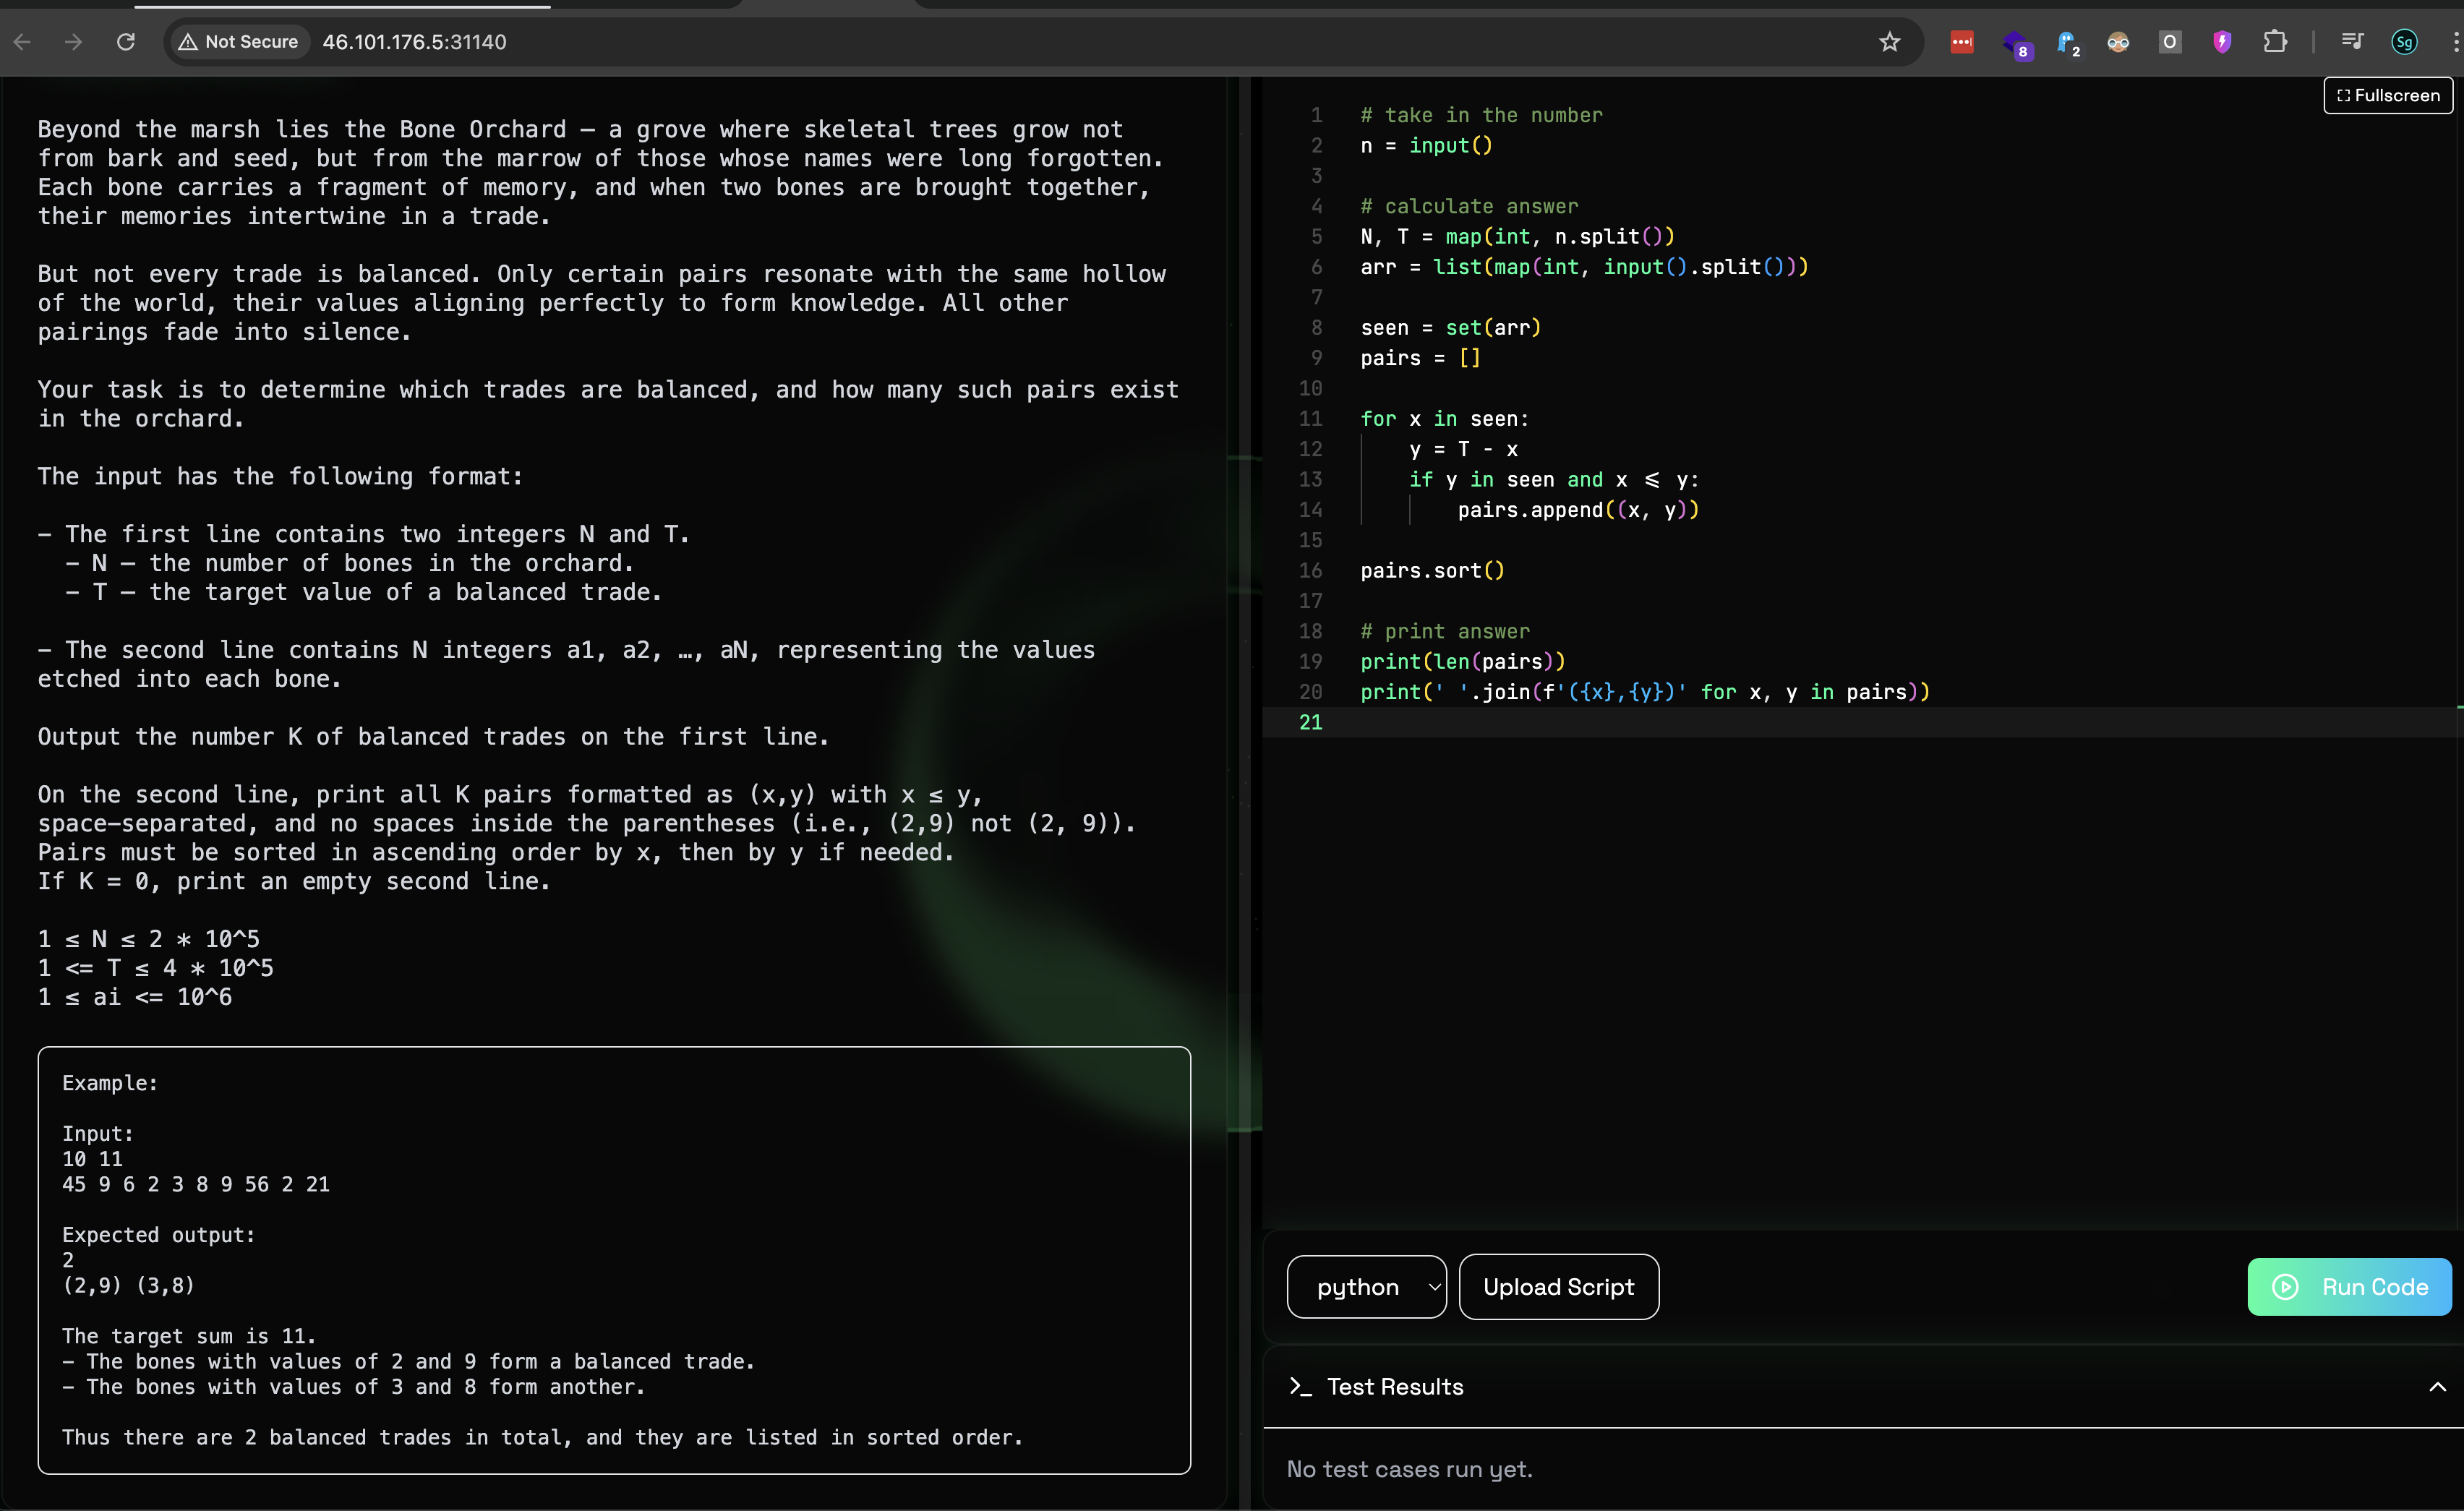 Not Secure 46.101.176.5:31140
8
2
O
Sg
Fullscreen
Beyond the marsh lies the Bone Orchard — a grove where skeletal trees grow not
from bark and seed, but from the marrow of those whose names were long forgotten.
Each bone carries a fragment of memory, and when two bones are brought together,
their memories intertwine in a trade.
But not every trade is balanced. Only certain pairs resonate with the same hollow
of the world, their values aligning perfectly to form knowledge. All other
pairings fade into silence.
Your task is to determine which trades are balanced, and how many such pairs exist
in the orchard.
The input has the following format:
– The first line contains two integers N and T.
– N — the number of bones in the orchard.
– T — the target value of a balanced trade.
– The second line contains N integers a1, a2, …, aN, representing the values
etched into each bone.
Output the number K of balanced trades on the first line.
On the second line, print all K pairs formatted as (x,y) with x ≤ y,
space-separated, and no spaces inside the parentheses (i.e., (2,9) not (2, 9)).
Pairs must be sorted in ascending order by x, then by y if needed.
If K = 0, print an empty second line.
1 ≤ N ≤ 2 * 10^5
1 <= T ≤ 4 * 10^5
1 ≤ ai <= 10^6
Example:
Input:
10 11
45 9 6 2 3 8 9 56 2 21
Expected output:
2
(2,9) (3,8)
The target sum is 11.
– The bones with values of 2 and 9 form a balanced trade.
– The bones with values of 3 and 8 form another.
Thus there are 2 balanced trades in total, and they are listed in sorted order.
1 # take in the number
2 n = input()
3
4 # calculate answer
5 N, T = map(int, n.split())
6 arr = list(map(int, input().split()))
7
8 seen = set(arr)
9 pairs = []
10
11 for x in seen:
12 y = T - x
13 if y in seen and x <= y:
14 pairs.append((x, y))
15
16 pairs.sort()
17
18 # print answer
19 print(len(pairs))
20 print(' '.join(f'({x},{y})' for x, y in pairs))
21
python
Upload Script
Run Code
>_ Test Results
No test cases run yet.